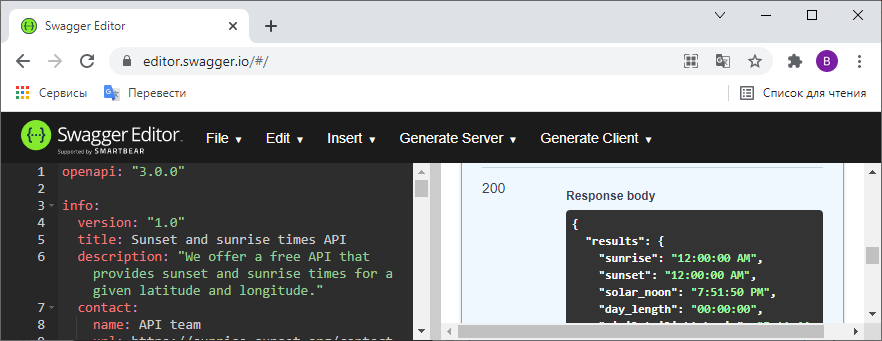 Swagger Editor
editor.swagger.io/#/
B
Сервисы
Перевести
Список для чтения
Swagger Editor
Supported by SMARTBEAR
File
Edit
Insert
Generate Server
Generate Client
1 openapi: "3.0.0"
2
3 info:
4 version: "1.0"
5 title: Sunset and sunrise times API
6 description: "We offer a free API that
provides sunset and sunrise times for a
given latitude and longitude."
7 contact:
8 name: API team
200
Response body
{
"results": {
"sunrise": "12:00:00 AM",
"sunset": "12:00:00 AM",
"solar_noon": "7:51:50 PM",
"day_length": "00:00:00",